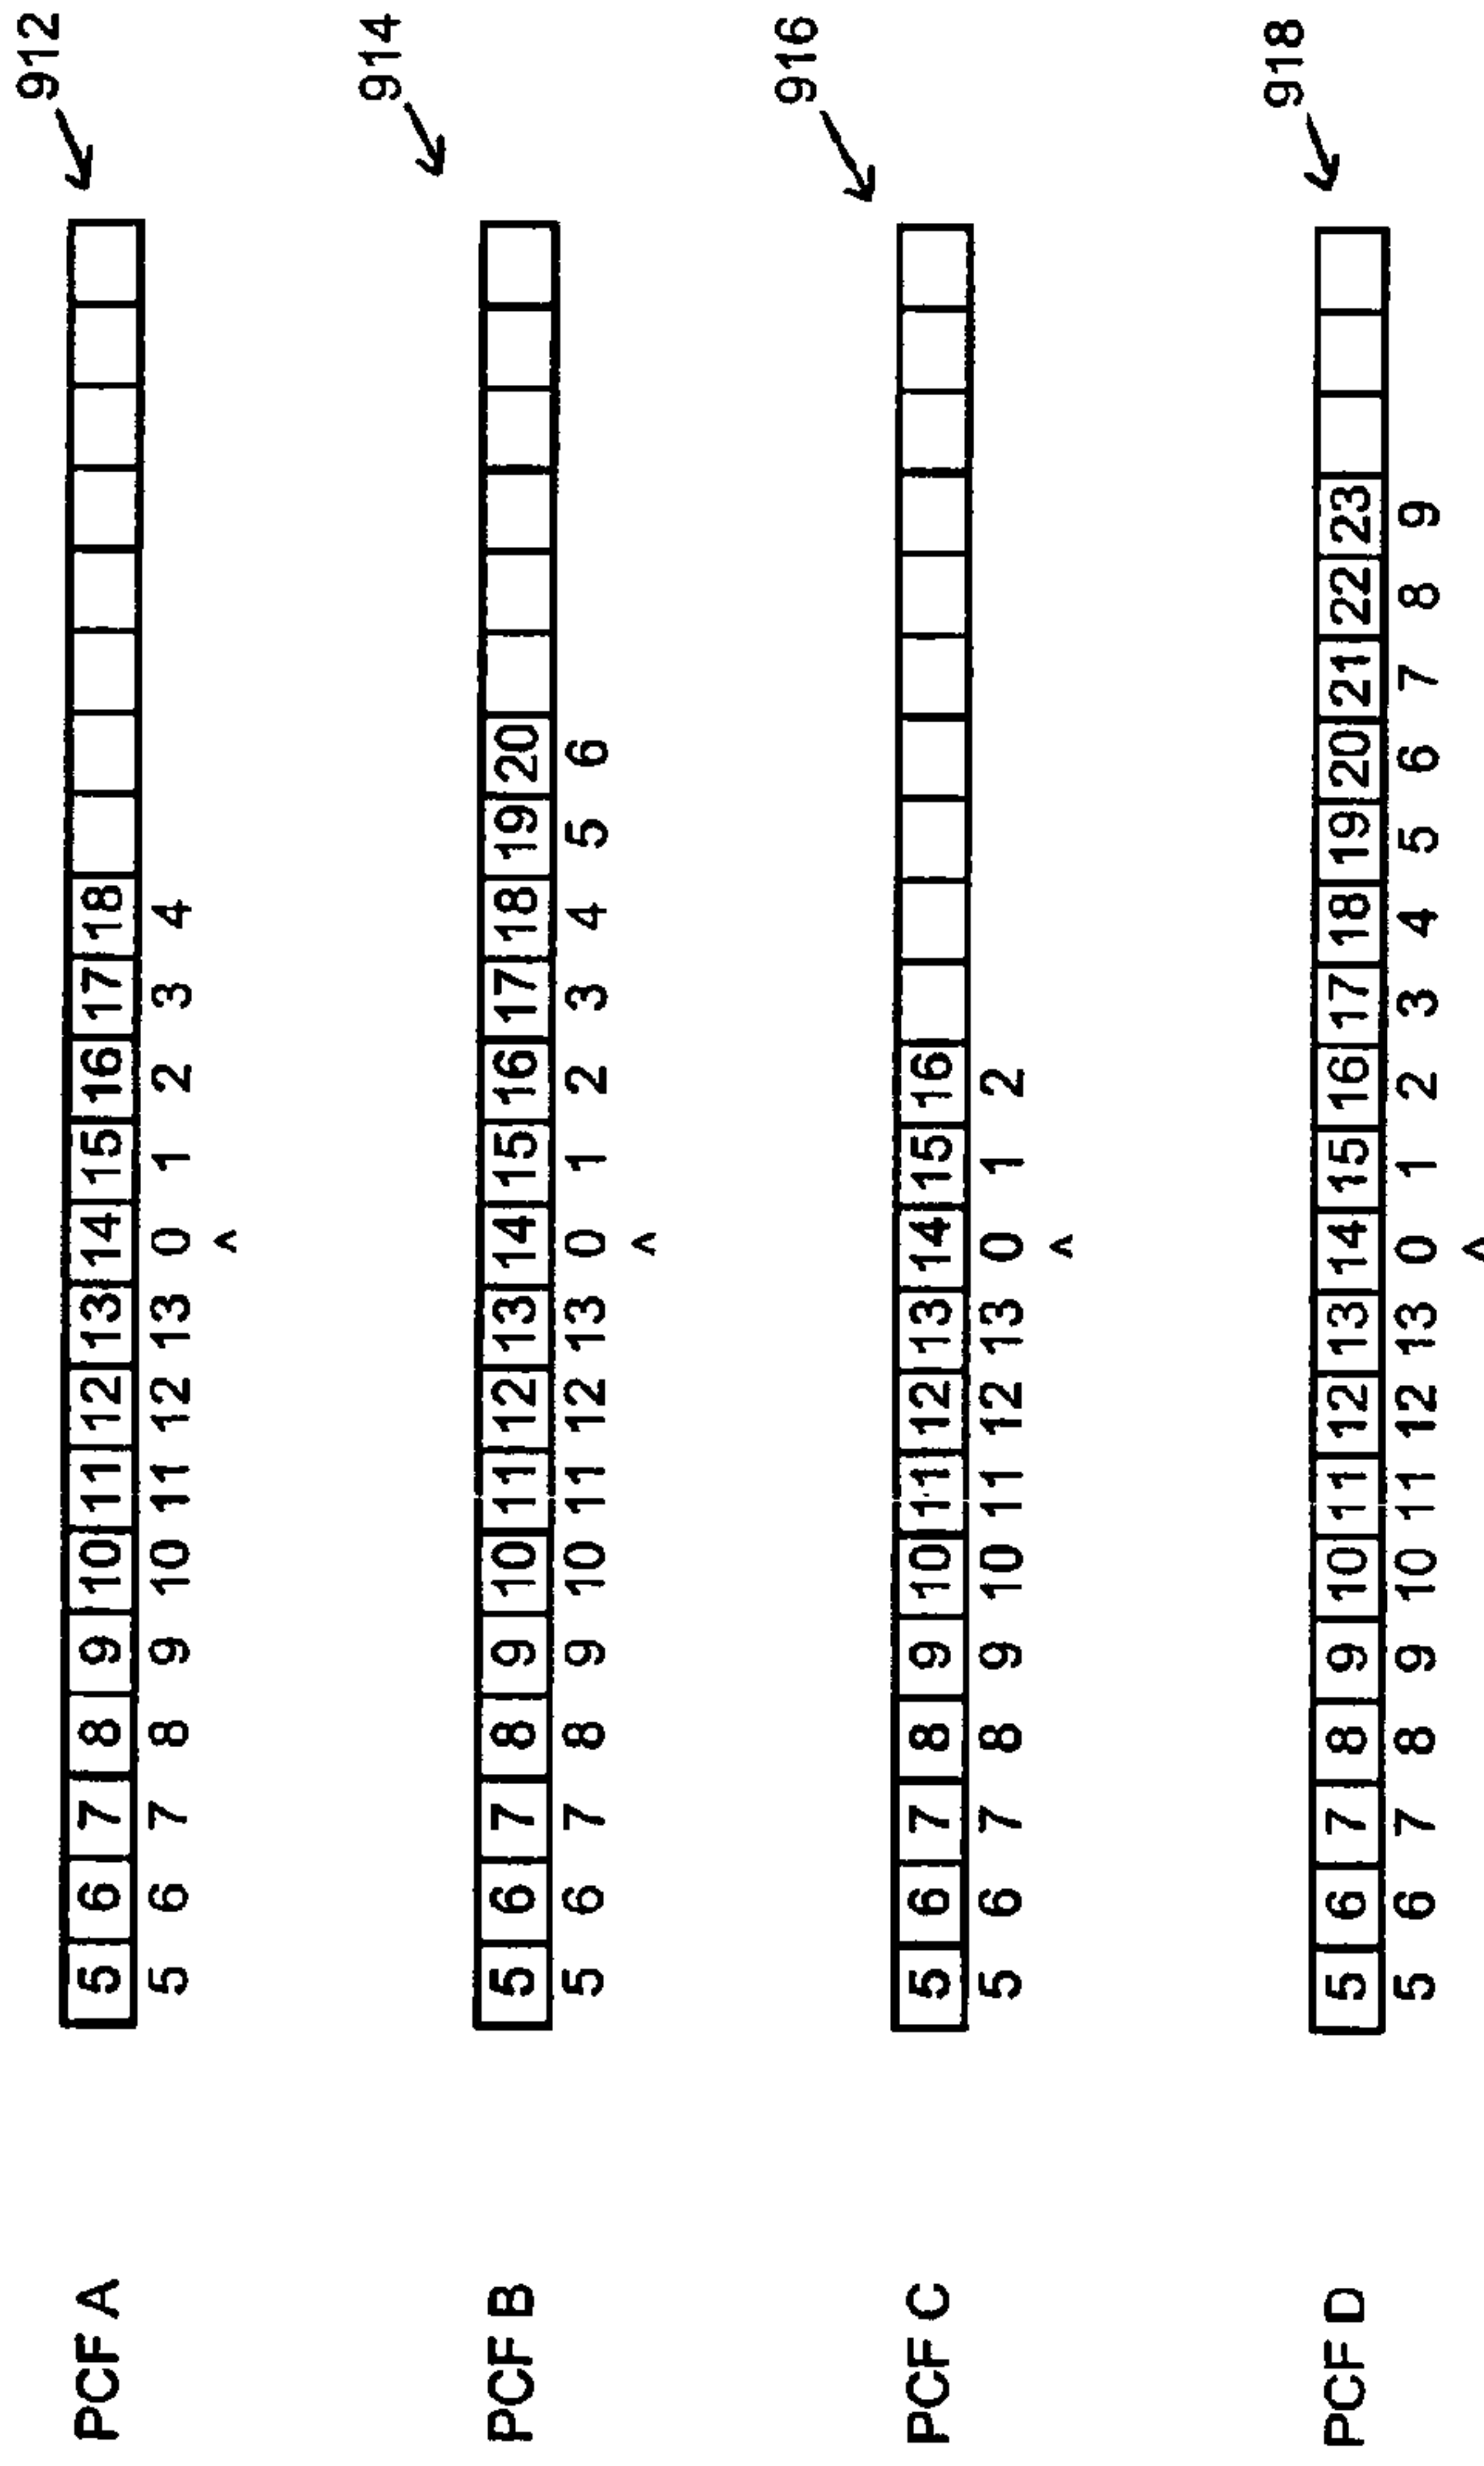 912
PCF A 5 6 7 8 9 10 11 12 13 14 15 16 17 18
5 6 7 8 9 10 11 12 13 0 1 2 3 4
^
914
PCF B 5 6 7 8 9 10 11 12 13 14 15 16 17 18 19 20
5 6 7 8 9 10 11 12 13 0 1 2 3 4 5 6
^
916
PCF C 5 6 7 8 9 10 11 12 13 14 15 16
5 6 7 8 9 10 11 12 13 0 1 2
^
918
PCF D 5 6 7 8 9 10 11 12 13 14 15 16 17 18 19 20 21 22 23
5 6 7 8 9 10 11 12 13 0 1 2 3 4 5 6 7 8 9
^